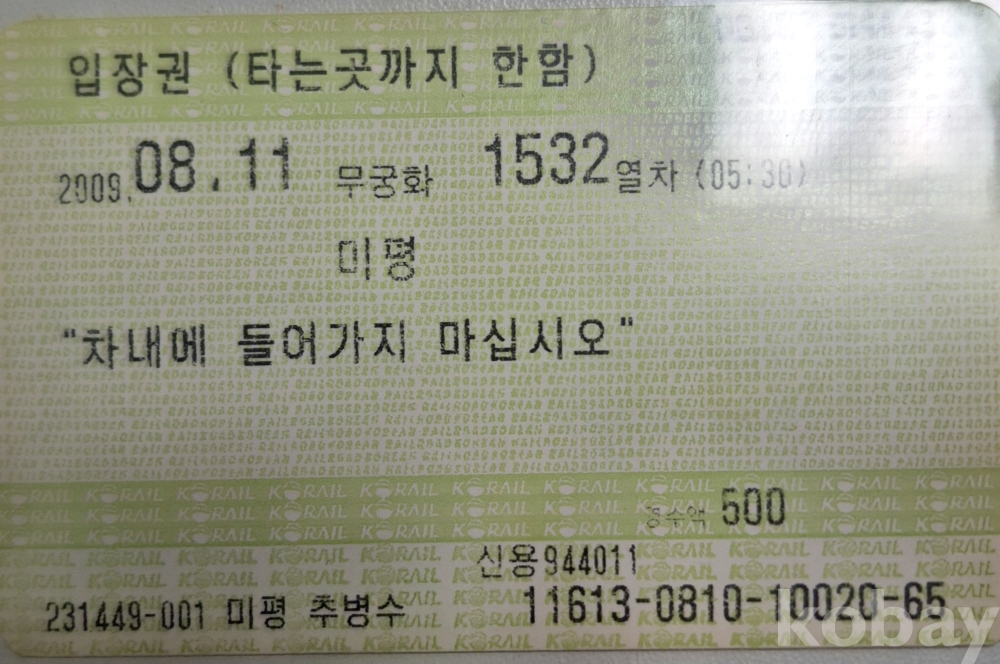 입장권 (타는곳까지 한함)
2009.08.11 무궁화 1532열차 (05:30)
미평
"차내에 들어가지 마십시오"
영수액 500
신용944011
231449-001 미평 추병수 11613-0810-10020-65
kobay